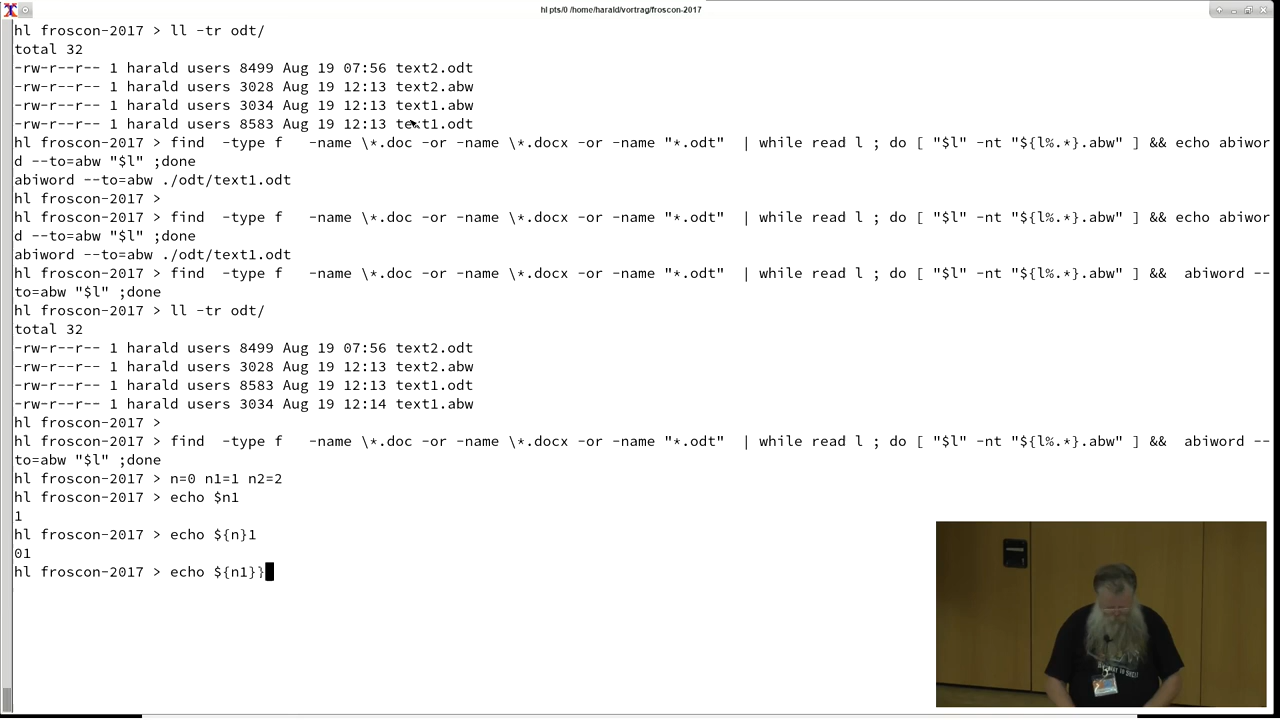 hl pts/0 /home/harald/vortrag/froscon-2017
hl froscon-2017 > ll -tr odt/
total 32
-rw-r--r-- 1 harald users 8499 Aug 19 07:56 text2.odt
-rw-r--r-- 1 harald users 3028 Aug 19 12:13 text2.abw
-rw-r--r-- 1 harald users 3034 Aug 19 12:13 text1.abw
-rw-r--r-- 1 harald users 8583 Aug 19 12:13 text1.odt
hl froscon-2017 > find  -type f   -name \*.doc -or -name \*.docx -or -name "*.odt"  | while read l ; do [ "$l" -nt "${l%.*}.abw" ] && echo abiwor
d --to=abw "$l" ;done
abiword --to=abw ./odt/text1.odt
hl froscon-2017 >
hl froscon-2017 > find  -type f   -name \*.doc -or -name \*.docx -or -name "*.odt"  | while read l ; do [ "$l" -nt "${l%.*}.abw" ] && echo abiwor
d --to=abw "$l" ;done
abiword --to=abw ./odt/text1.odt
hl froscon-2017 > find  -type f   -name \*.doc -or -name \*.docx -or -name "*.odt"  | while read l ; do [ "$l" -nt "${l%.*}.abw" ] &&  abiword --
to=abw "$l" ;done
hl froscon-2017 > ll -tr odt/
total 32
-rw-r--r-- 1 harald users 8499 Aug 19 07:56 text2.odt
-rw-r--r-- 1 harald users 3028 Aug 19 12:13 text2.abw
-rw-r--r-- 1 harald users 8583 Aug 19 12:13 text1.odt
-rw-r--r-- 1 harald users 3034 Aug 19 12:14 text1.abw
hl froscon-2017 >
hl froscon-2017 > find  -type f   -name \*.doc -or -name \*.docx -or -name "*.odt"  | while read l ; do [ "$l" -nt "${l%.*}.abw" ] &&  abiword --
to=abw "$l" ;done
hl froscon-2017 > n=0 n1=1 n2=2
hl froscon-2017 > echo $n1
1
hl froscon-2017 > echo ${n}1
01
hl froscon-2017 > echo ${n1}}